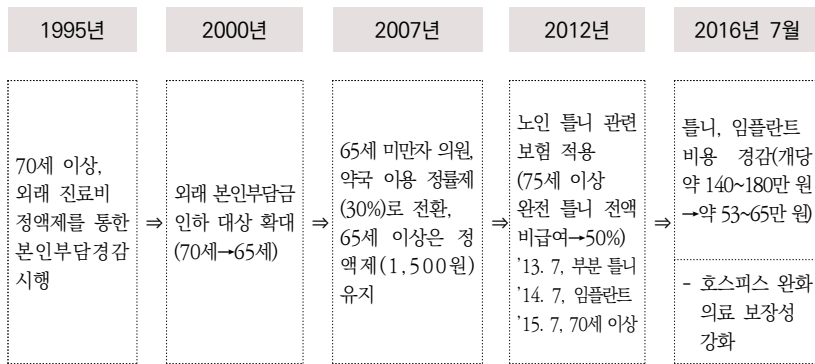 1995년
2000년
2007년
2012년
2016년 7월
70세 이상,
외래 진료비
정액제를 통한
본인부담경감
시행
⇒
외래 본인부담금
인하 대상 확대
(70세→65세)
⇒
65세 미만자 의원,
약국 이용 정률제
(30%)로 전환,
65세 이상은 정
액제(1,500원)
유지
⇒
노인 틀니 관련
보험 적용
(75세 이상
완전 틀니 전액
비급여→50%)
'13. 7, 부분 틀니
'14. 7, 임플란트
'15. 7, 70세 이상
⇒
틀니, 임플란트
비용 경감(개당
약 140~180만 원
→약 53~65만 원)
- 호스피스 완화
의료 보장성
강화